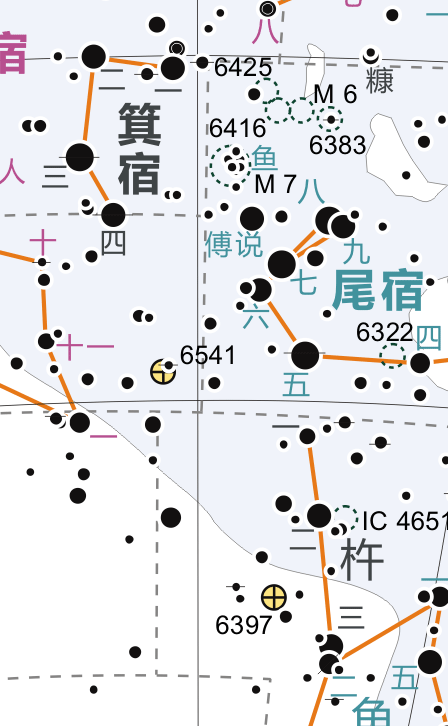 八
宿
6425
糠
二
一
M 6
箕宿
6416
6383
鱼
人
三
M 7
八
四
傅说
九
十
七
尾宿
六
6322
四
十一
6541
五
一
一
IC 4651
二
杵
6397
三
二
五
鱼